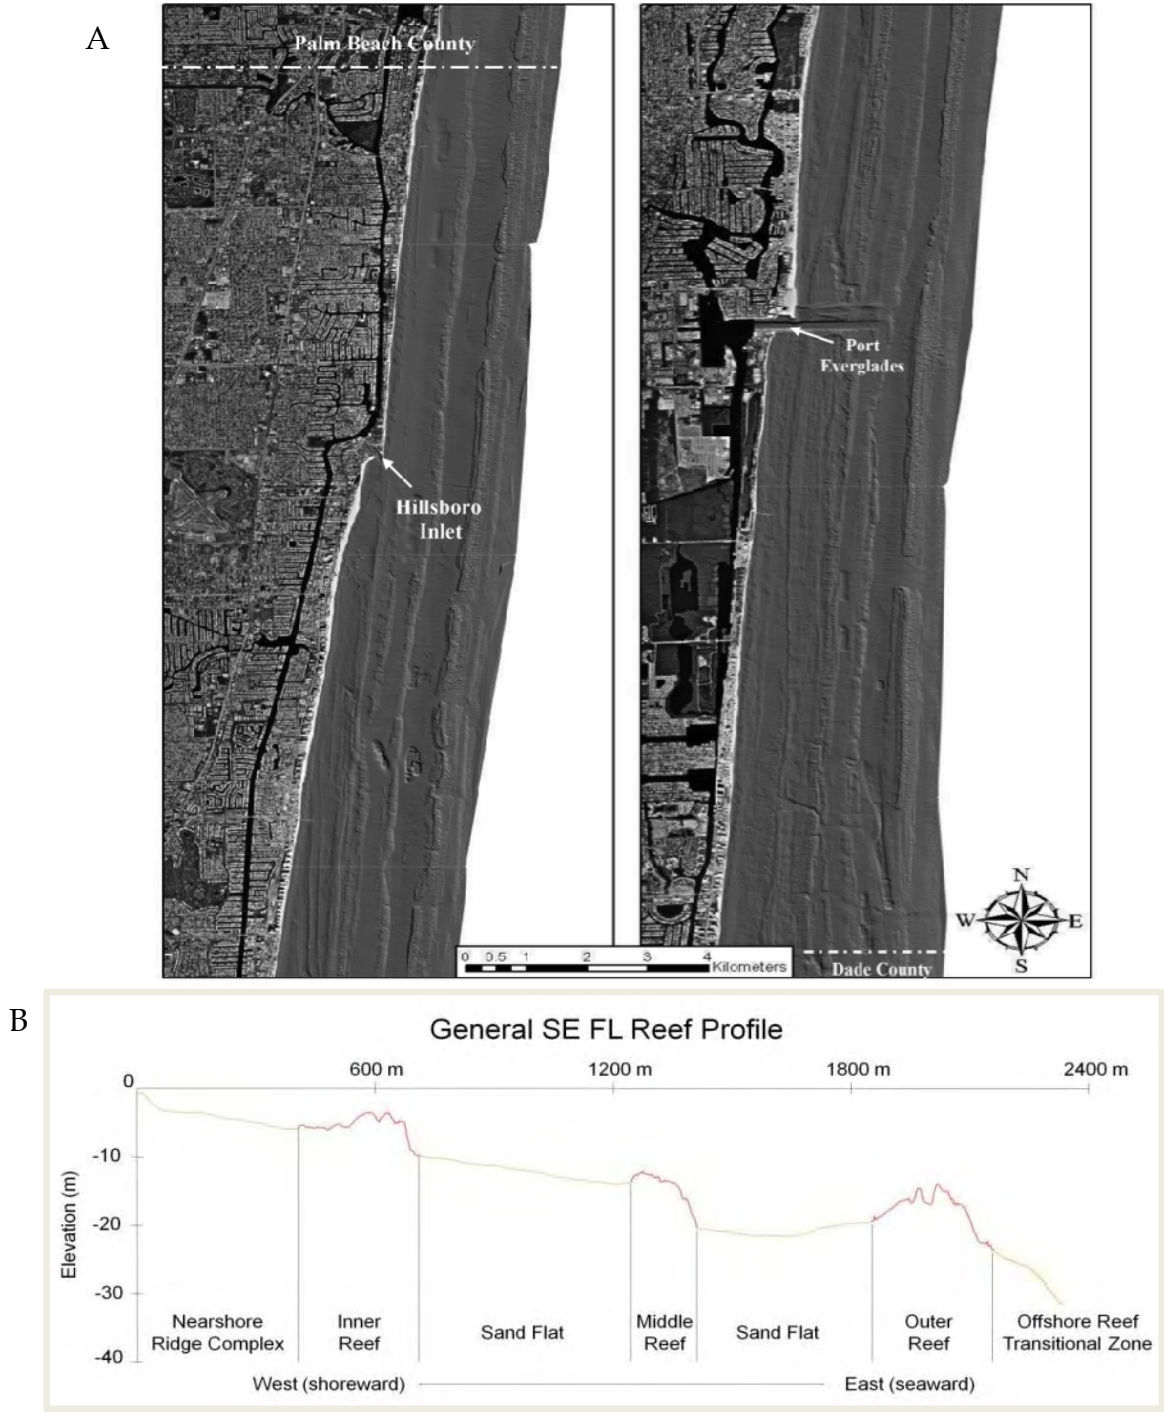 A
Palm Beach County
Hillsboro
Inlet
Port
Everglades
N
W E
S
0 0.5 1 2 3 4
Kilometers
Dade County
B
General SE FL Reef Profile
600 m 1200 m 1800 m 2400 m
0
-10
-20
-30
-40
Elevation (m)
Nearshore
Ridge Complex
Inner
Reef
Sand Flat
Middle
Reef
Sand Flat
Outer
Reef
Offshore Reef
Transitional Zone
West (shoreward) East (seaward)